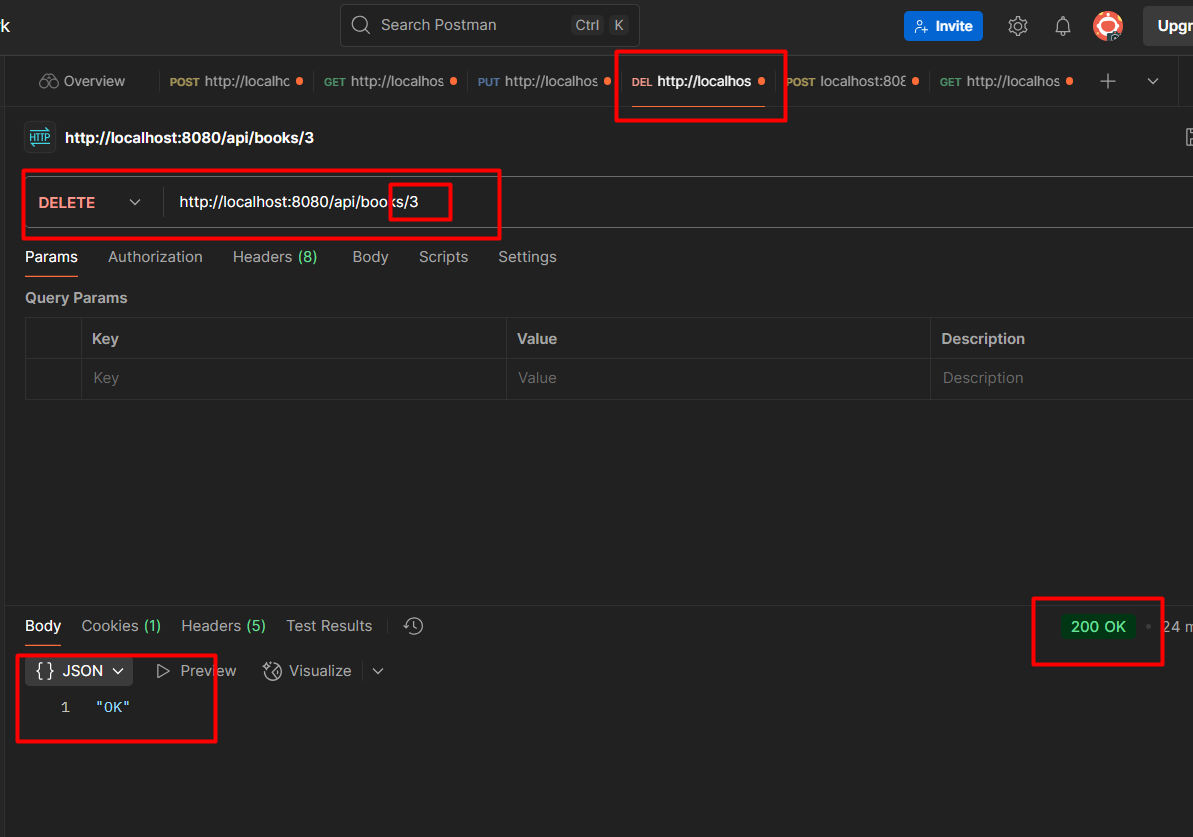 k
Search Postman Ctrl K
Invite
Upgr
Overview
POST http://localhc
GET http://localhos
PUT http://localhos
DEL http://localhos
POST localhost:808
GET http://localhos
HTTP http://localhost:8080/api/books/3
DELETE http://localhost:8080/api/books/3
Params Authorization Headers (8) Body Scripts Settings
Query Params
Key Value Description
Key Value Description
Body Cookies (1) Headers (5) Test Results 200 OK • 24 m
{} JSON Preview Visualize
1 "OK"